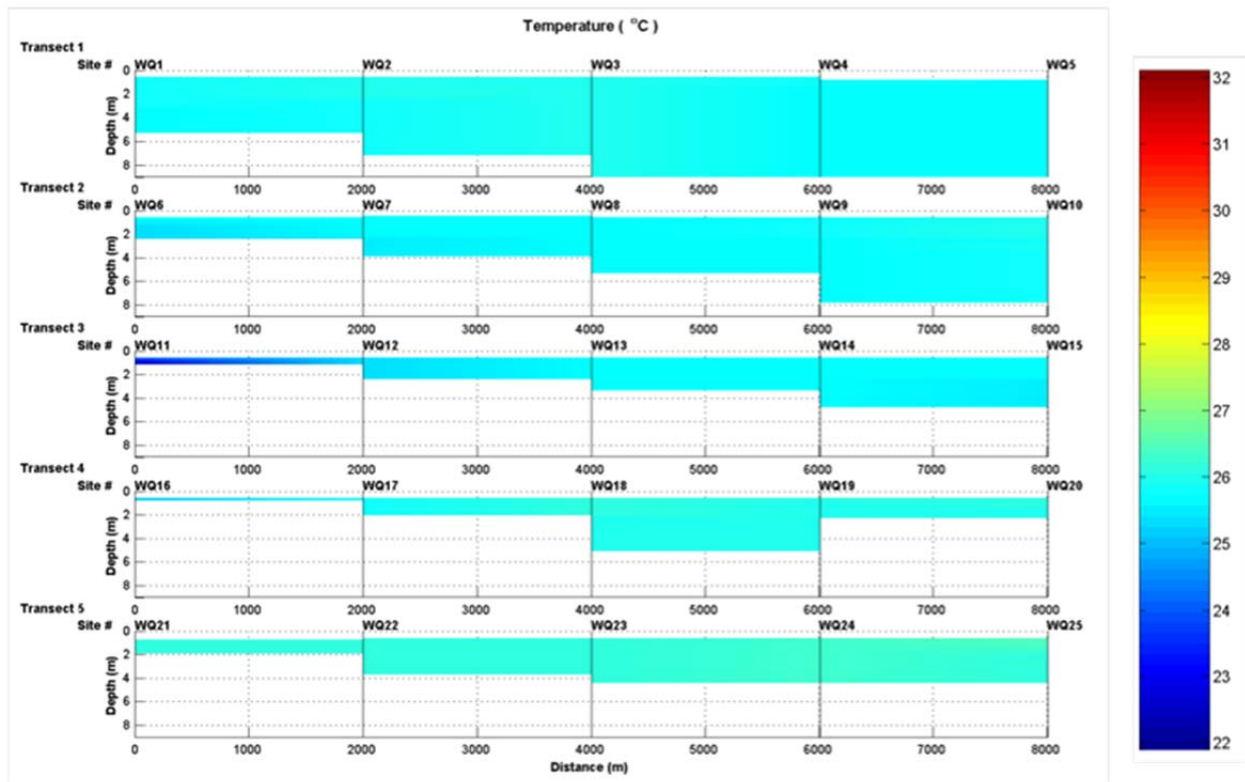 Temperature ( °C )
Transect 1
Site # WQ1 WQ2 WQ3 WQ4 WQ5
0
2
4
6
8
Depth (m)
0 1000 2000 3000 4000 5000 6000 7000 8000
Transect 2
Site # WQ6 WQ7 WQ8 WQ9 WQ10
0
2
4
6
8
Depth (m)
0 1000 2000 3000 4000 5000 6000 7000 8000
Transect 3
Site # WQ11 WQ12 WQ13 WQ14 WQ15
0
2
4
6
8
Depth (m)
0 1000 2000 3000 4000 5000 6000 7000 8000
Transect 4
Site # WQ16 WQ17 WQ18 WQ19 WQ20
0
2
4
6
8
Depth (m)
0 1000 2000 3000 4000 5000 6000 7000 8000
Transect 5
Site # WQ21 WQ22 WQ23 WQ24 WQ25
0
2
4
6
8
Depth (m)
0 1000 2000 3000 4000 5000 6000 7000 8000
Distance (m)
32
31
30
29
28
27
26
25
24
23
22